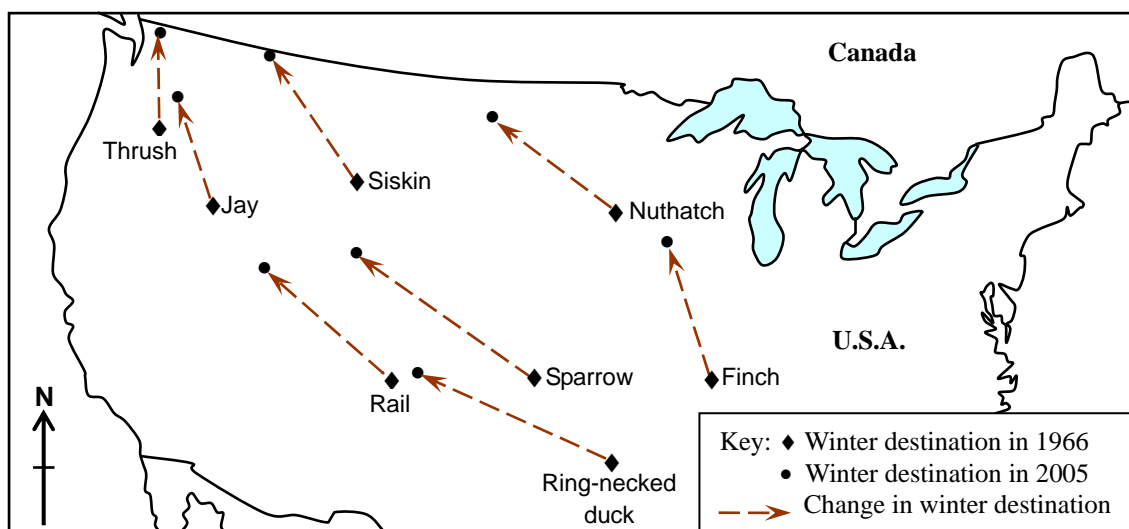 Canada
Thrush
Siskin
Jay
Nuthatch
U.S.A.
Sparrow
Finch
Rail
N
Ring-necked
duck
Key: ♦ Winter destination in 1966
● Winter destination in 2005
Change in winter destination